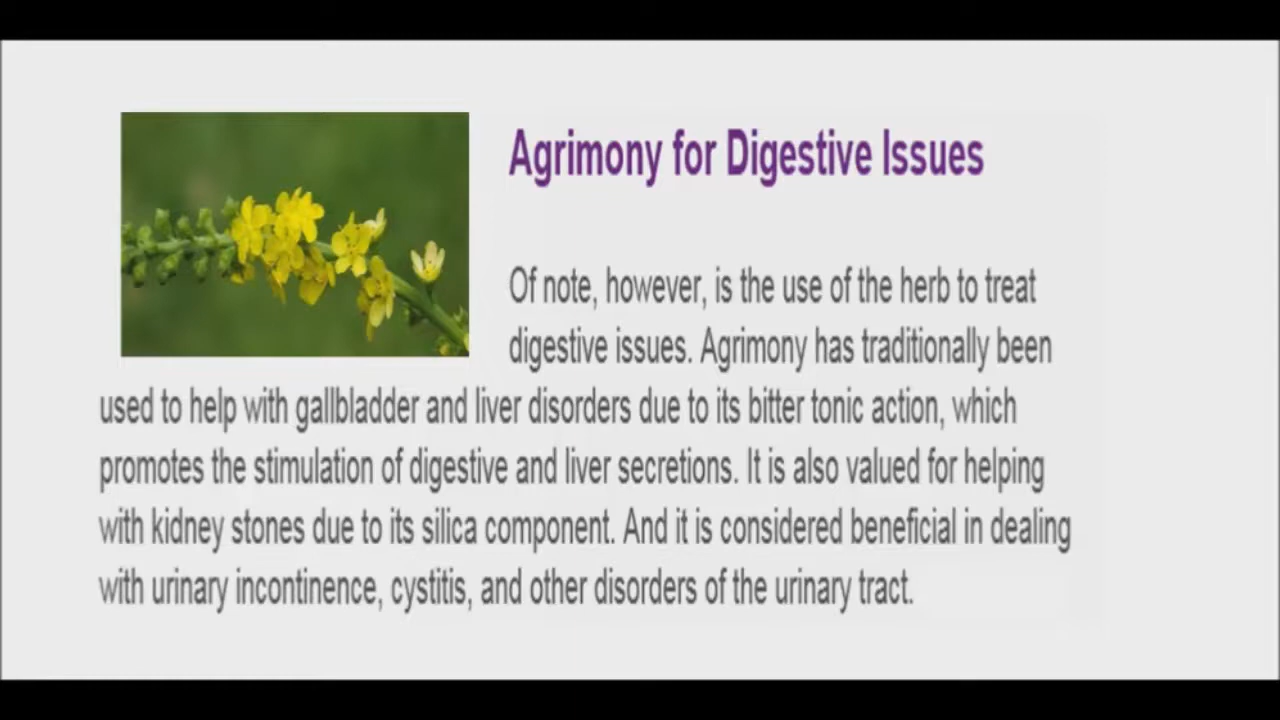 Agrimony for Digestive Issues
Of note, however, is the use of the herb to treat
digestive issues. Agrimony has traditionally been
used to help with gallbladder and liver disorders due to its bitter tonic action, which
promotes the stimulation of digestive and liver secretions. It is also valued for helping
with kidney stones due to its silica component. And it is considered beneficial in dealing
with urinary incontinence, cystitis, and other disorders of the urinary tract.